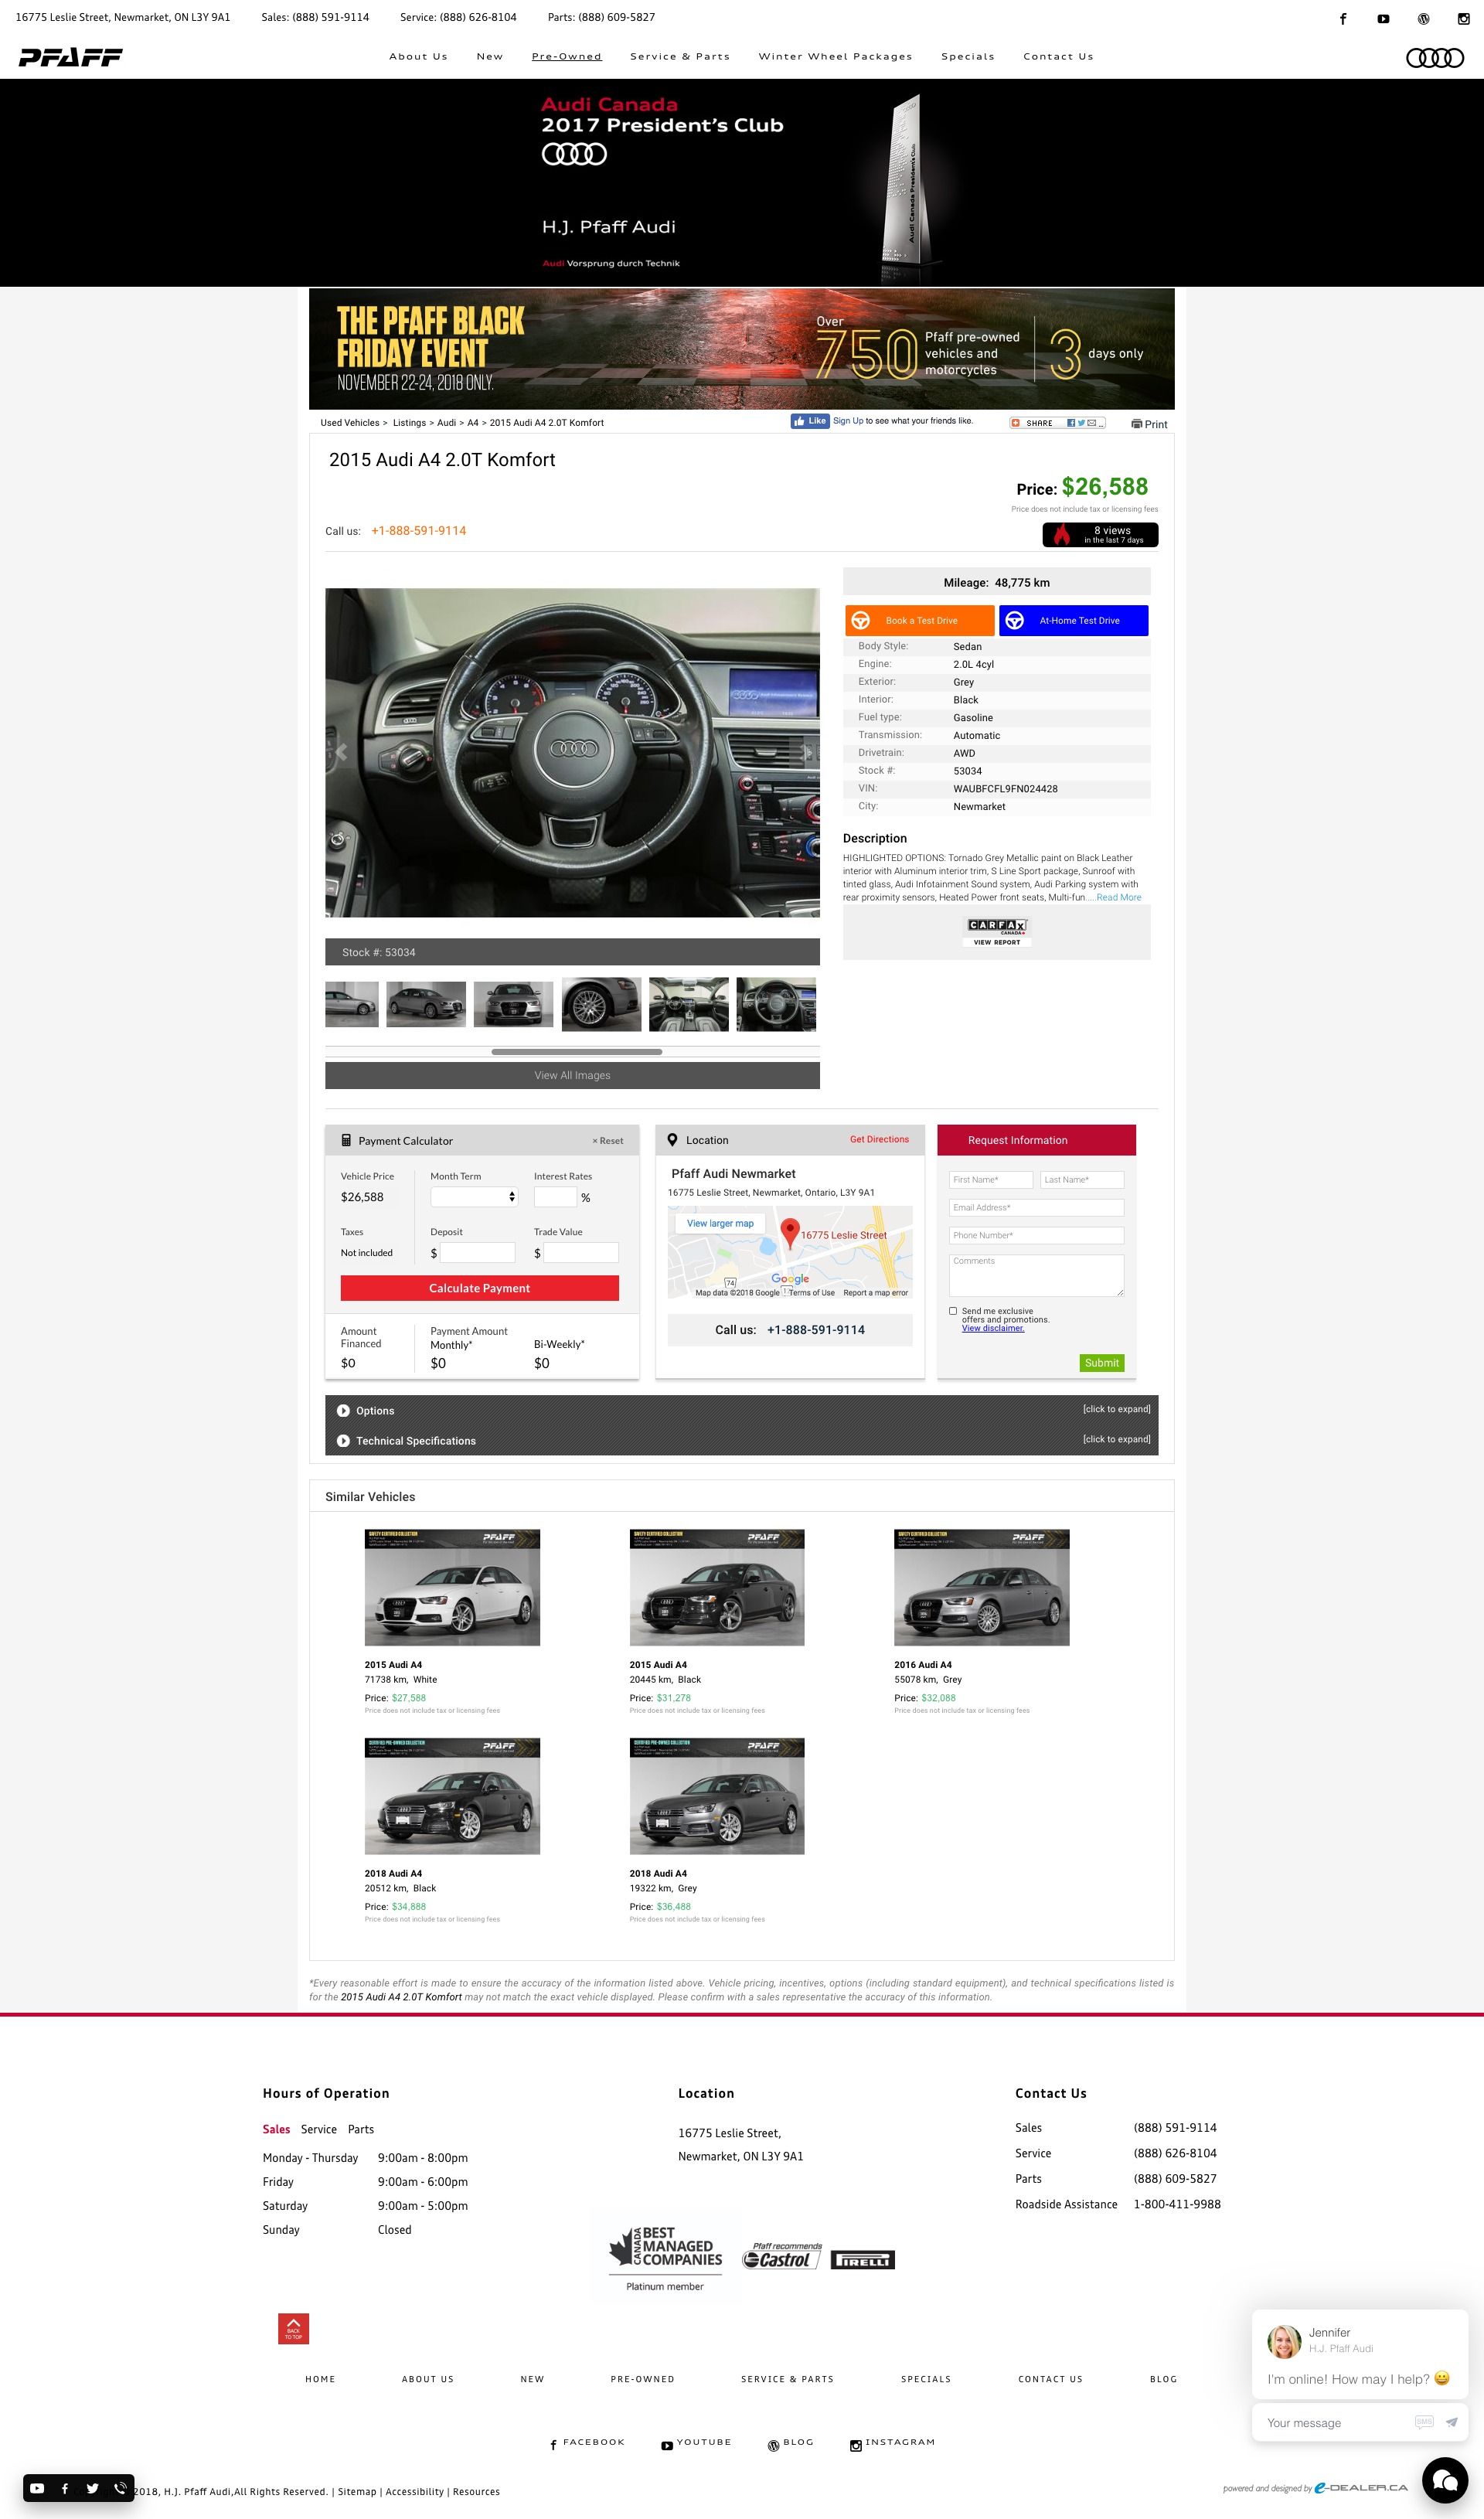 16775 Leslie Street, Newmarket, ON L3Y 9A1 Sales: (888) 591-9114 Service: (888) 626-8104 Parts: (888) 609-5827
PFAFF
About Us New Pre-Owned Service & Parts Winter Wheel Packages Specials Contact Us
Audi Canada
2017 President's Club
H.J. Pfaff Audi
Audi Vorsprung durch Technik
Audi Canada President's Club
THE PFAFF BLACK
FRIDAY EVENT
NOVEMBER 22-24, 2018 ONLY.
Over
750
Pfaff pre-owned
vehicles and
motorcycles
3 days only
Used Vehicles > Listings > Audi > A4 > 2015 Audi A4 2.0T Komfort
Like Sign Up to see what your friends like.
SHARE
Print
2015 Audi A4 2.0T Komfort
Price: $26,588
Price does not include tax or licensing fees
Call us: +1-888-591-9114
8 views
in the last 7 days
Mileage: 48,775 km
Book a Test Drive At-Home Test Drive
Body Style: Sedan
Engine: 2.0L 4cyl
Exterior: Grey
Interior: Black
Fuel type: Gasoline
Transmission: Automatic
Drivetrain: AWD
Stock #: 53034
VIN: WAUBFCFL9FN024428
City: Newmarket
Description
HIGHLIGHTED OPTIONS: Tornado Grey Metallic paint on Black Leather
interior with Aluminum interior trim, S Line Sport package, Sunroof with
tinted glass, Audi Infotainment Sound system, Audi Parking system with
rear proximity sensors, Heated Power front seats, Multi-fun.....Read More
CARFAX
CANADA
VIEW REPORT
Stock #: 53034
View All Images
Payment Calculator × Reset
Vehicle Price Month Term Interest Rates
$26,588 %
Taxes Deposit Trade Value
Not included $ $
Calculate Payment
Amount
Financed
$0
Payment Amount
Monthly*
$0
Bi-Weekly*
$0
Location Get Directions
Pfaff Audi Newmarket
16775 Leslie Street, Newmarket, Ontario, L3Y 9A1
View larger map
16775 Leslie Street
74
Google
Map data ©2018 Google Terms of Use Report a map error
Call us: +1-888-591-9114
Request Information
First Name* Last Name*
Email Address*
Phone Number*
Comments
Send me exclusive
offers and promotions.
View disclaimer.
Submit
Options [click to expand]
Technical Specifications [click to expand]
Similar Vehicles
SAFETY CERTIFIED COLLECTION PFAFF
SAFETY CERTIFIED COLLECTION PFAFF
SAFETY CERTIFIED COLLECTION PFAFF
2015 Audi A4
71738 km, White
Price: $27,588
Price does not include tax or licensing fees
2015 Audi A4
20445 km, Black
Price: $31,278
Price does not include tax or licensing fees
2016 Audi A4
55078 km, Grey
Price: $32,088
Price does not include tax or licensing fees
CERTIFIED PRE-OWNED COLLECTION PFAFF
CERTIFIED PRE-OWNED COLLECTION PFAFF
2018 Audi A4
20512 km, Black
Price: $34,888
Price does not include tax or licensing fees
2018 Audi A4
19322 km, Grey
Price: $36,488
Price does not include tax or licensing fees
*Every reasonable effort is made to ensure the accuracy of the information listed above. Vehicle pricing, incentives, options (including standard equipment), and technical specifications listed is
for the 2015 Audi A4 2.0T Komfort may not match the exact vehicle displayed. Please confirm with a sales representative the accuracy of this information.
Hours of Operation
Sales Service Parts
Monday - Thursday 9:00am - 8:00pm
Friday 9:00am - 6:00pm
Saturday 9:00am - 5:00pm
Sunday Closed
Location
16775 Leslie Street,
Newmarket, ON L3Y 9A1
Contact Us
Sales (888) 591-9114
Service (888) 626-8104
Parts (888) 609-5827
Roadside Assistance 1-800-411-9988
CANADA'S
BEST
MANAGED
COMPANIES
Platinum member
Pfaff recommends
Castrol
PIRELLI
BACK
TO TOP
Jennifer
H.J. Pfaff Audi
I'm online! How may I help?
Your message
SMS
HOME ABOUT US NEW PRE-OWNED SERVICE & PARTS SPECIALS CONTACT US BLOG
FACEBOOK YOUTUBE BLOG INSTAGRAM
2018, H.J. Pfaff Audi,All Rights Reserved. | Sitemap | Accessibility | Resources
powered and designed by e-DEALER.CA